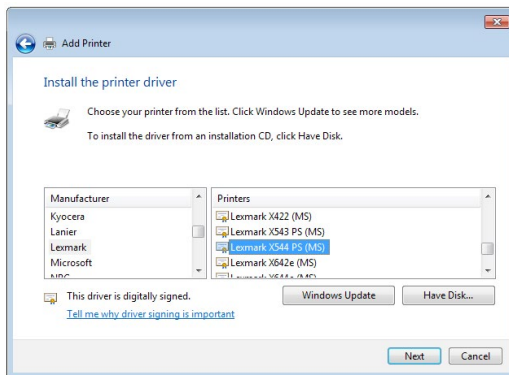 Add Printer
Install the printer driver
Choose your printer from the list. Click Windows Update to see more models.
To install the driver from an installation CD, click Have Disk.
Manufacturer
Kyocera
Lanier
Lexmark
Microsoft
Printers
Lexmark X422 (MS)
Lexmark X543 PS (MS)
Lexmark X544 PS (MS)
Lexmark X642e (MS)
This driver is digitally signed.
Tell me why driver signing is important
Windows Update
Have Disk...
Next
Cancel